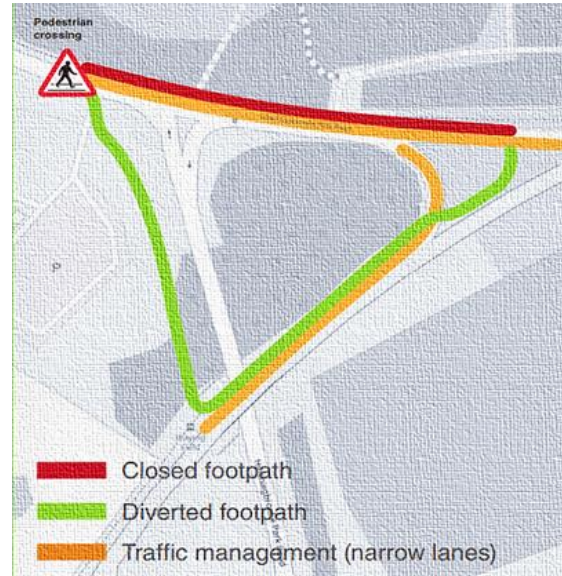 Pedestrian
crossing
Closed footpath
Diverted footpath
Traffic management (narrow lanes)